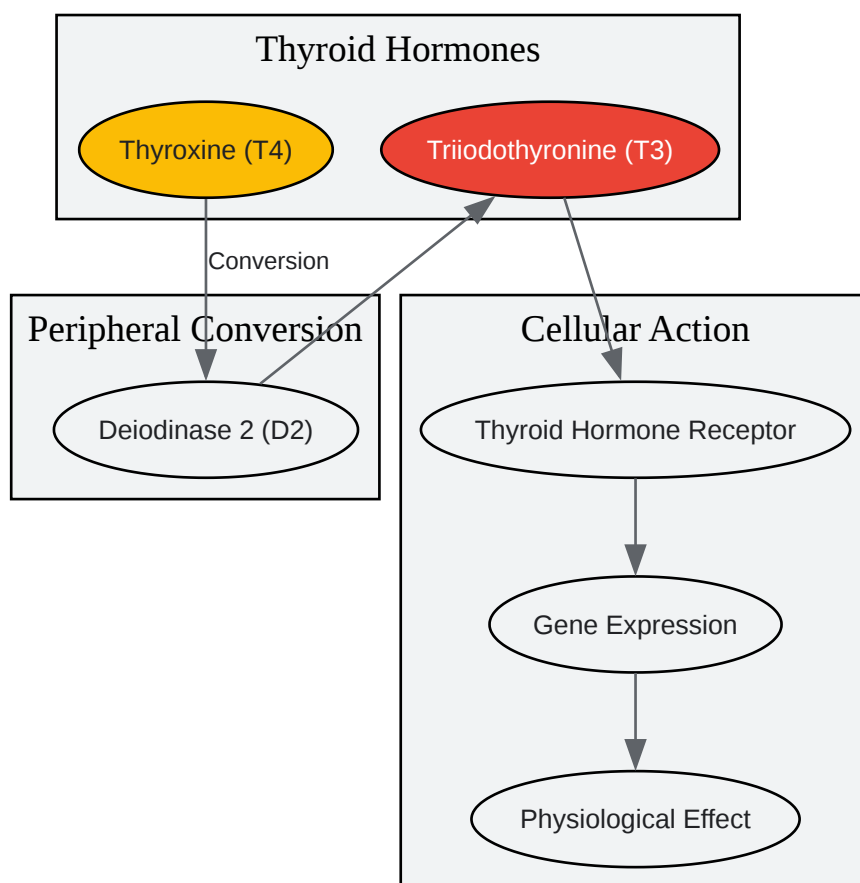 Thyroid Hormones
Thyroxine (T4)
Triiodothyronine (T3)
Conversion
Peripheral Conversion
Deiodinase 2 (D2)
Cellular Action
Thyroid Hormone Receptor
Gene Expression
Physiological Effect